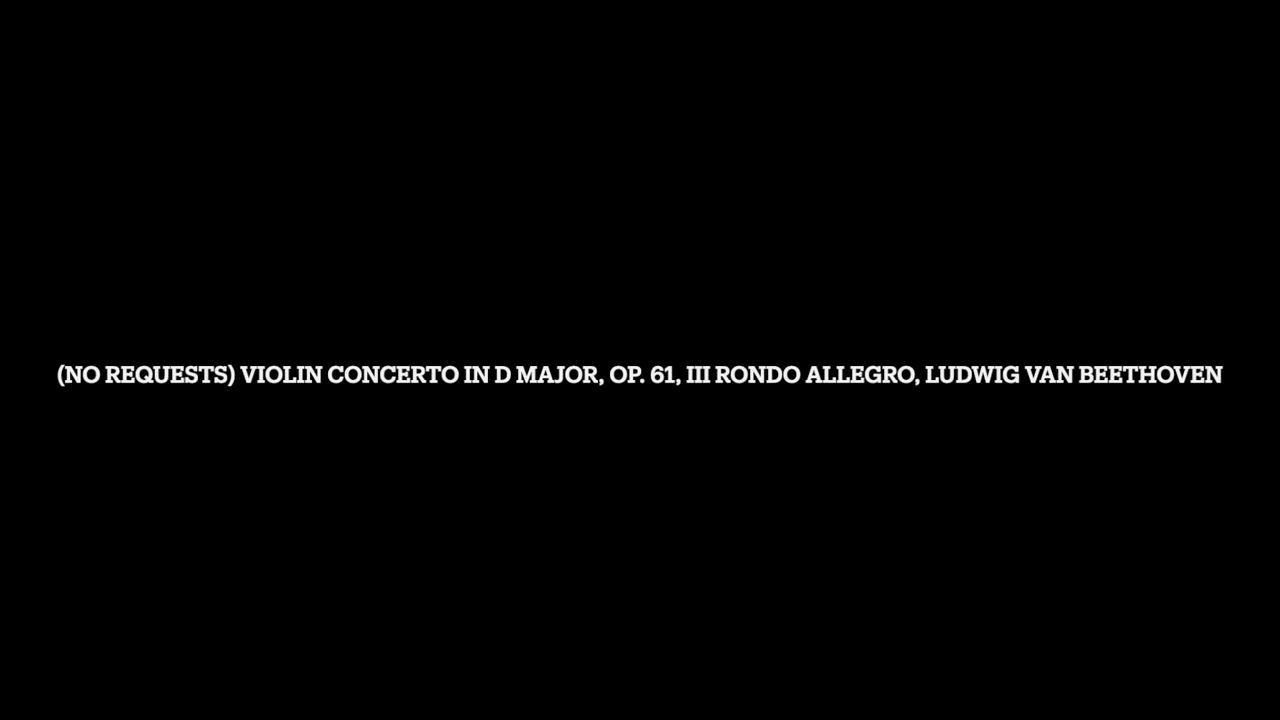 (NO REQUESTS) VIOLIN CONCERTO IN D MAJOR, OP. 61, III RONDO ALLEGRO, LUDWIG VAN BEETHOVEN